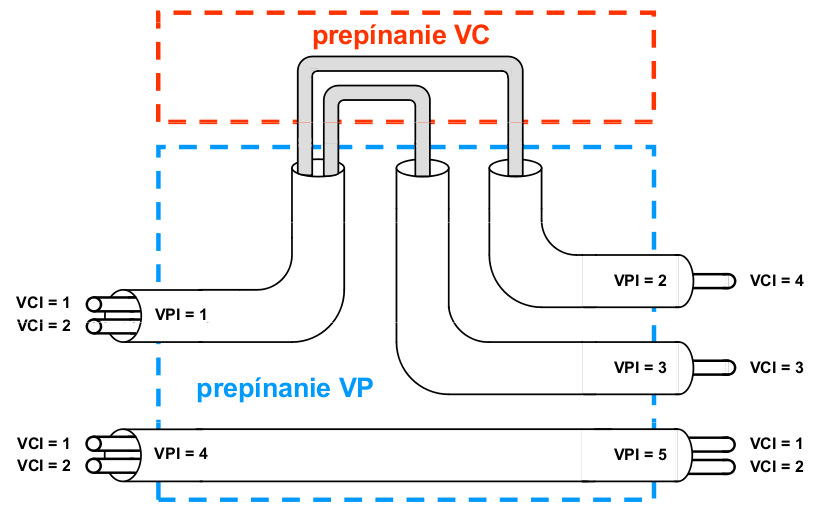 prepínanie VC
VPI = 2
VCI = 4
VCI = 1
VPI = 1
VCI = 2
VPI = 3
VCI = 3
prepínanie VP
VCI = 1
VPI = 4
VCI = 2
VPI = 5
VCI = 1
VCI = 2